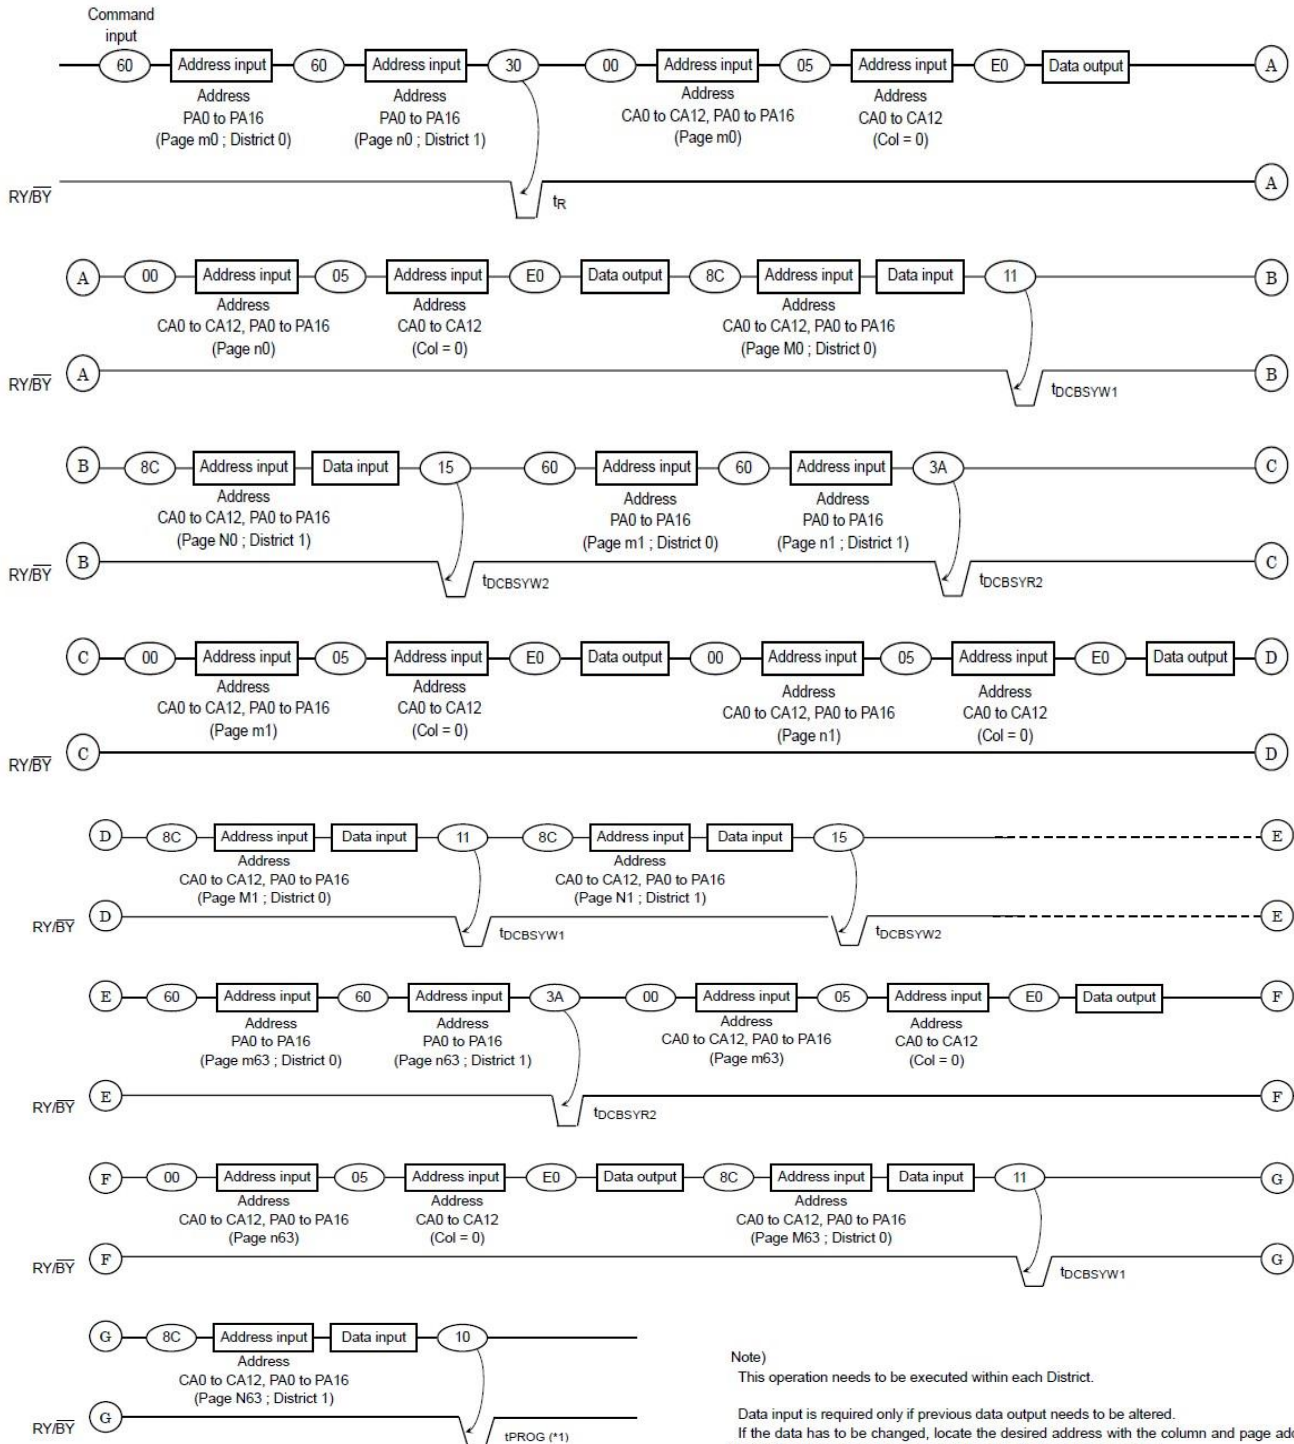 Command
input
60 Address input 60 Address input 30 00 Address input 05 Address input E0 Data output A
Address Address Address Address
PA0 to PA16 PA0 to PA16 CA0 to CA12, PA0 to PA16 CA0 to CA12
(Page m0 ; District 0) (Page n0 ; District 1) (Page m0) (Col = 0)
RY/BY tR A
A 00 Address input 05 Address input E0 Data output 8C Address input Data input 11 B
Address Address Address
CA0 to CA12, PA0 to PA16 CA0 to CA12 CA0 to CA12, PA0 to PA16
(Page n0) (Col = 0) (Page M0 ; District 0)
RY/BY A tDCBSYW1 B
B 8C Address input Data input 15 60 Address input 60 Address input 3A C
Address Address Address
CA0 to CA12, PA0 to PA16 PA0 to PA16 PA0 to PA16
(Page N0 ; District 1) (Page m1 ; District 0) (Page n1 ; District 1)
RY/BY B tDCBSYW2 tDCBSYR2 C
C 00 Address input 05 Address input E0 Data output 00 Address input 05 Address input E0 Data output D
Address Address Address Address
CA0 to CA12, PA0 to PA16 CA0 to CA12 CA0 to CA12, PA0 to PA16 CA0 to CA12
(Page m1) (Col = 0) (Page n1) (Col = 0)
RY/BY C D
D 8C Address input Data input 11 8C Address input Data input 15 E
Address Address
CA0 to CA12, PA0 to PA16 CA0 to CA12, PA0 to PA16
(Page M1 ; District 0) (Page N1 ; District 1)
RY/BY D tDCBSYW1 tDCBSYW2 E
E 60 Address input 60 Address input 3A 00 Address input 05 Address input E0 Data output F
Address Address Address Address
PA0 to PA16 PA0 to PA16 CA0 to CA12, PA0 to PA16 CA0 to CA12
(Page m63 ; District 0) (Page n63 ; District 1) (Page m63) (Col = 0)
RY/BY E tDCBSYR2 F
F 00 Address input 05 Address input E0 Data output 8C Address input Data input 11 G
Address Address Address
CA0 to CA12, PA0 to PA16 CA0 to CA12 CA0 to CA12, PA0 to PA16
(Page n63) (Col = 0) (Page M63 ; District 0)
RY/BY F tDCBSYW1 G
G 8C Address input Data input 10
Address
CA0 to CA12, PA0 to PA16
(Page N63 ; District 1)
RY/BY G tPROG (*1)
Note)
This operation needs to be executed within each District.
Data input is required only if previous data output needs to be altered.
If the data has to be changed, locate the desired address with the column and page